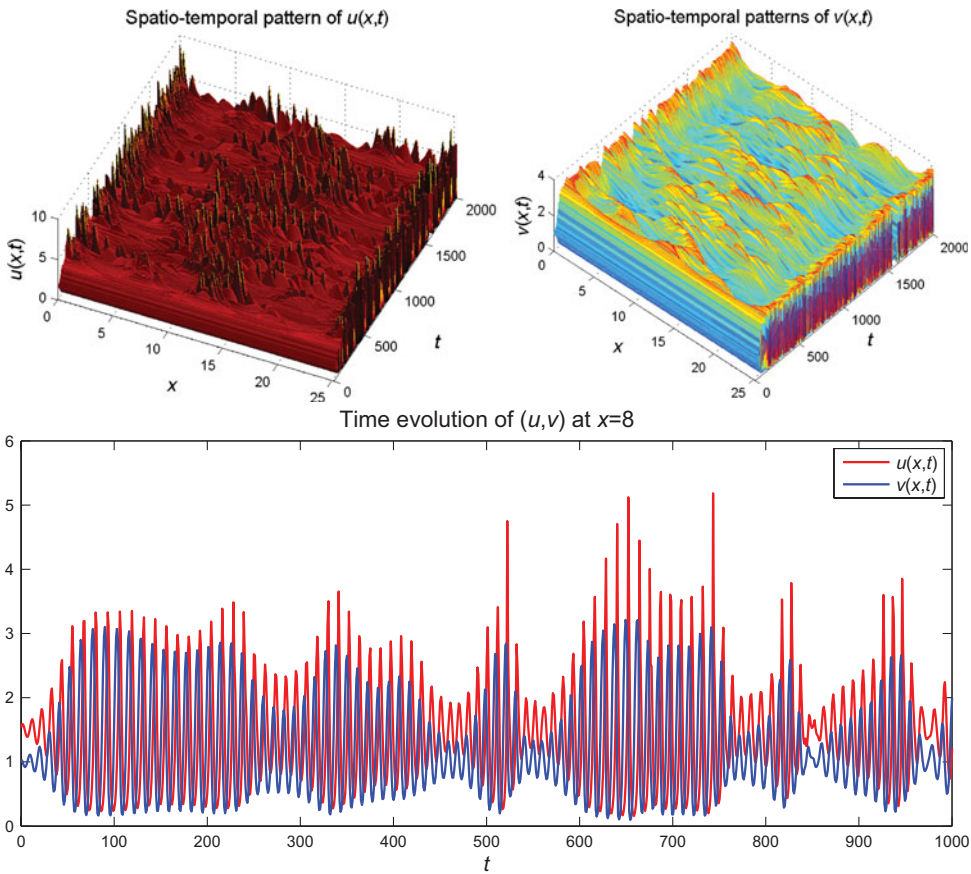 Spatio-temporal pattern of u(x,t)
10
5
0
u(x,t)
0
5
10
15
20
25
x
0
500
1000
1500
2000
t
Spatio-temporal patterns of v(x,t)
4
2
0
v(x,t)
0
5
10
15
20
25
x
0
500
1000
1500
2000
t
Time evolution of (u,v) at x=8
6
5
4
3
2
1
0
u(x,t)
v(x,t)
0 100 200 300 400 500 600 700 800 900 1000
t